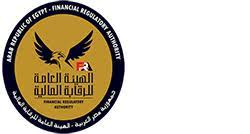 ARAB REPUBLIC OF EGYPT - FINANCIAL REGULATORY AUTHORITY
FRA
الهيئة العامة
للرقابة المالية
FINANCIAL REGULATORY
AUTHORITY
جمهورية مصر العربية - الهيئة العامة للرقابة المالية